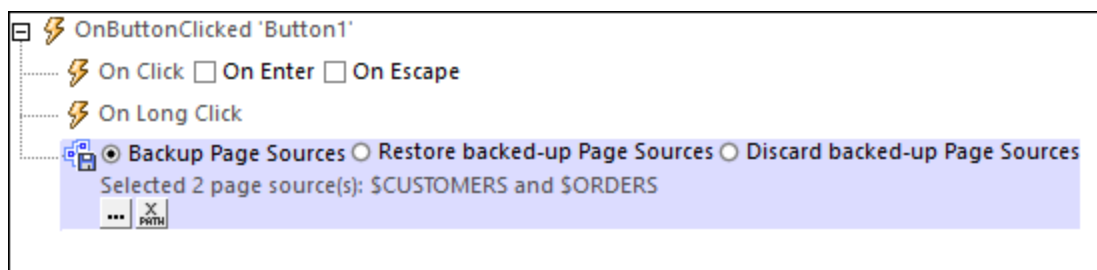 OnButtonClicked 'Button1'
On Click On Enter On Escape
On Long Click
Backup Page Sources Restore backed-up Page Sources Discard backed-up Page Sources
Selected 2 page source(s): $CUSTOMERS and $ORDERS
... X
PATH